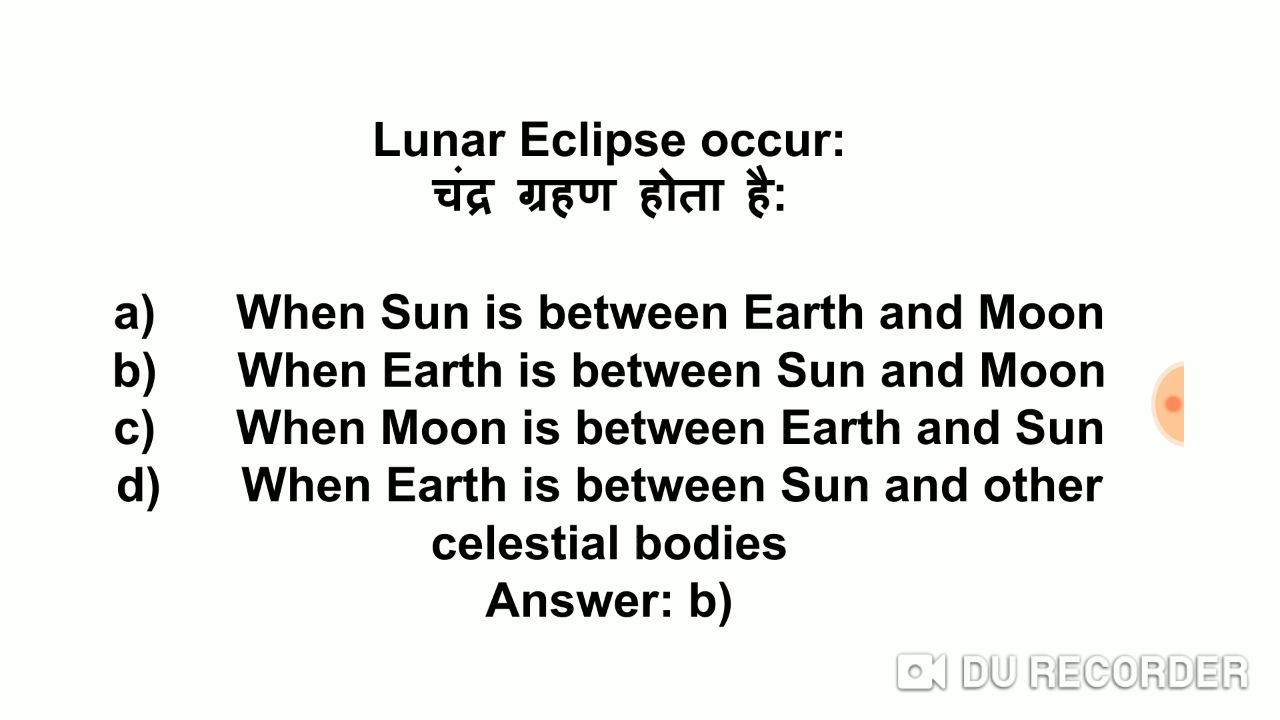 Lunar Eclipse occur:
चंद्र ग्रहण होता है:
a) When Sun is between Earth and Moon
b) When Earth is between Sun and Moon
c) When Moon is between Earth and Sun
d) When Earth is between Sun and other
celestial bodies
Answer: b)
DU RECORDER